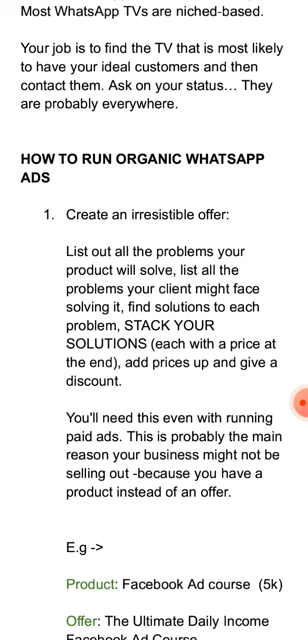 Most WhatsApp TVs are niched-based.
Your job is to find the TV that is most likely
to have your ideal customers and then
contact them. Ask on your status… They
are probably everywhere.
HOW TO RUN ORGANIC WHATSAPP
ADS
1. Create an irresistible offer:
List out all the problems your
product will solve, list all the
problems your client might face
solving it, find solutions to each
problem, STACK YOUR
SOLUTIONS (each with a price at
the end), add prices up and give a
discount.
You'll need this even with running
paid ads. This is probably the main
reason your business might not be
selling out -because you have a
product instead of an offer.
E.g ->
Product: Facebook Ad course (5k)
Offer: The Ultimate Daily Income
Facebook Ad Course